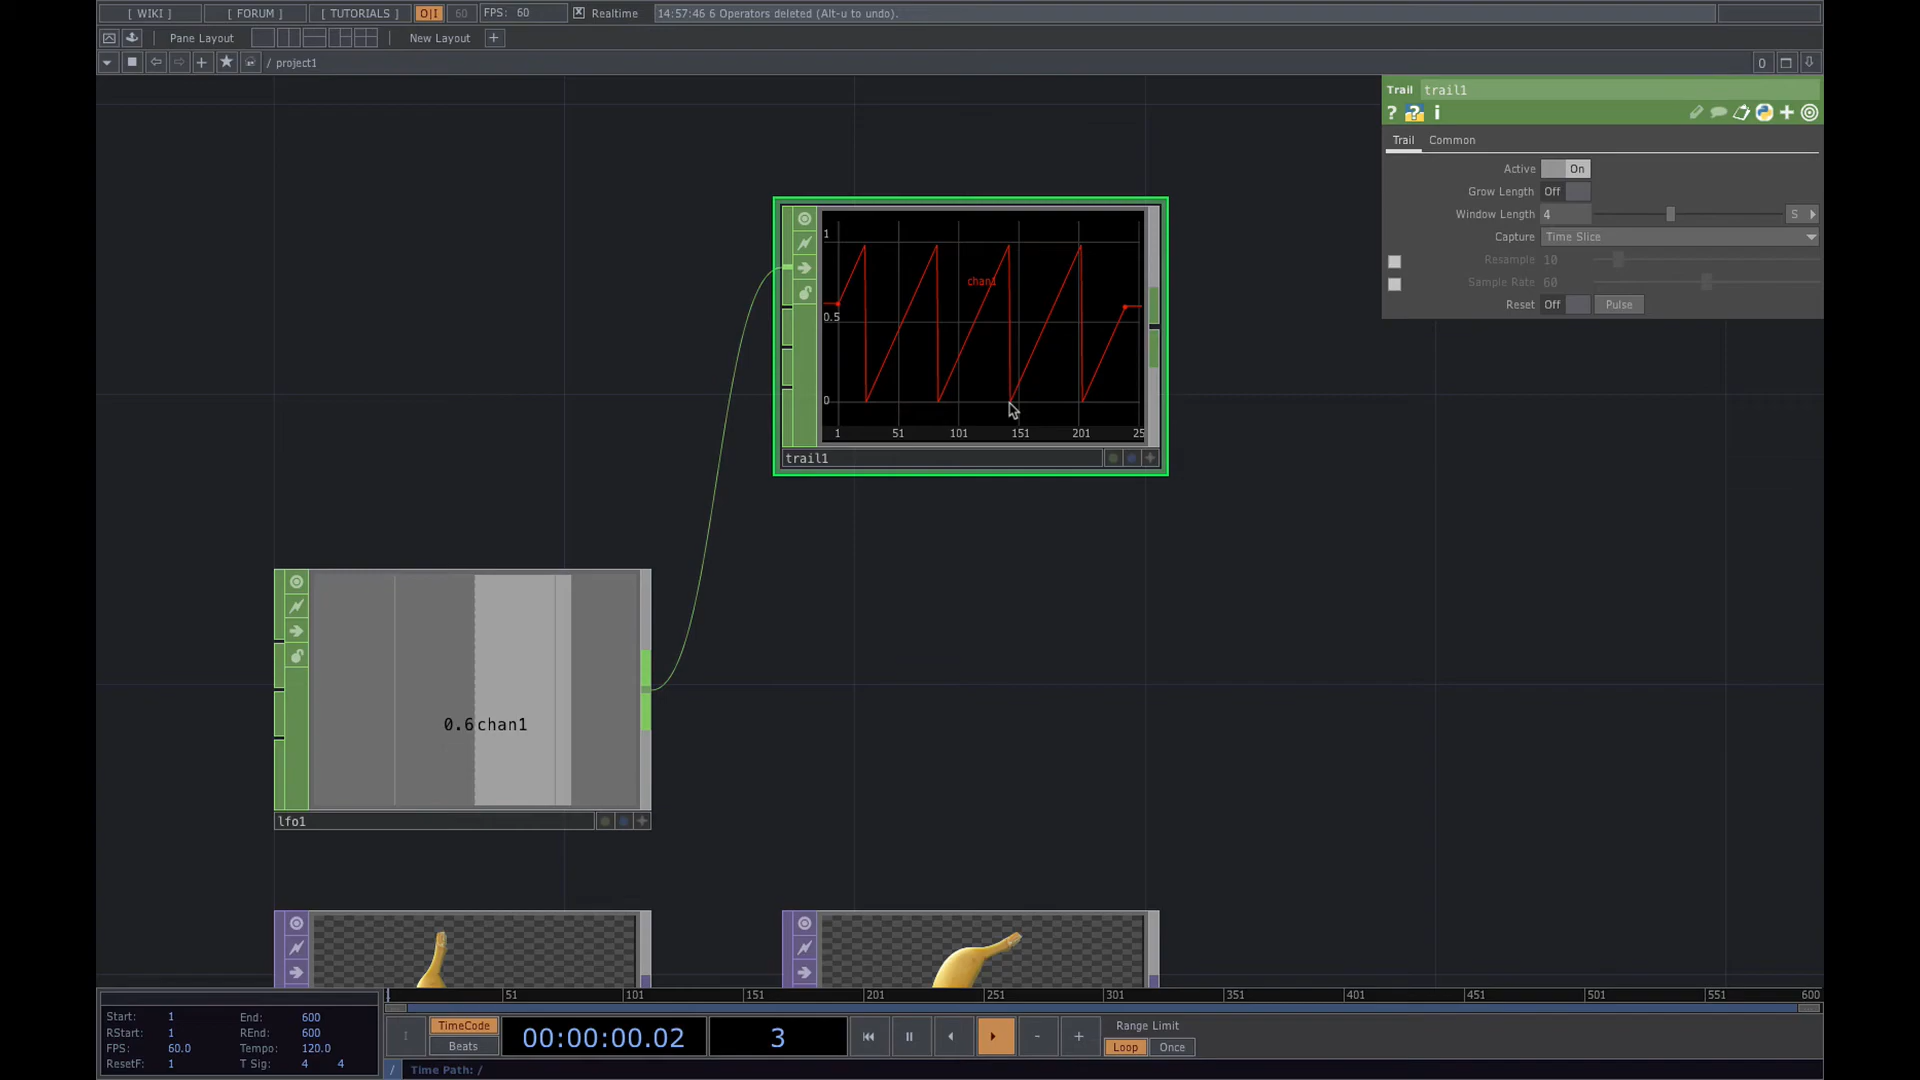 [ WIKI ] [ FORUM ] [ TUTORIALS ] O|I 60 FPS: 60 Realtime 14:57:46 6 Operators deleted (Alt-u to undo).
Pane Layout New Layout +
/ project1 0
Trail trail1
? ? i
Trail Common
Active On
Grow Length Off
Window Length 4 S
Capture Time Slice
Resample 10
Sample Rate 60
Reset Off Pulse
1
chan1
0.5
0
1 51 101 151 201 25
trail1
0.6 chan1
lfo1
51 101 151 201 251 301 351 401 451 501 551 600
Start: 1 End: 600
RStart: 1 REnd: 600
FPS: 60.0 Tempo: 120.0
ResetF: 1 T Sig: 4 4
TimeCode
Beats
00:00:00.02 3
- +
Range Limit
Loop Once
/ Time Path: /